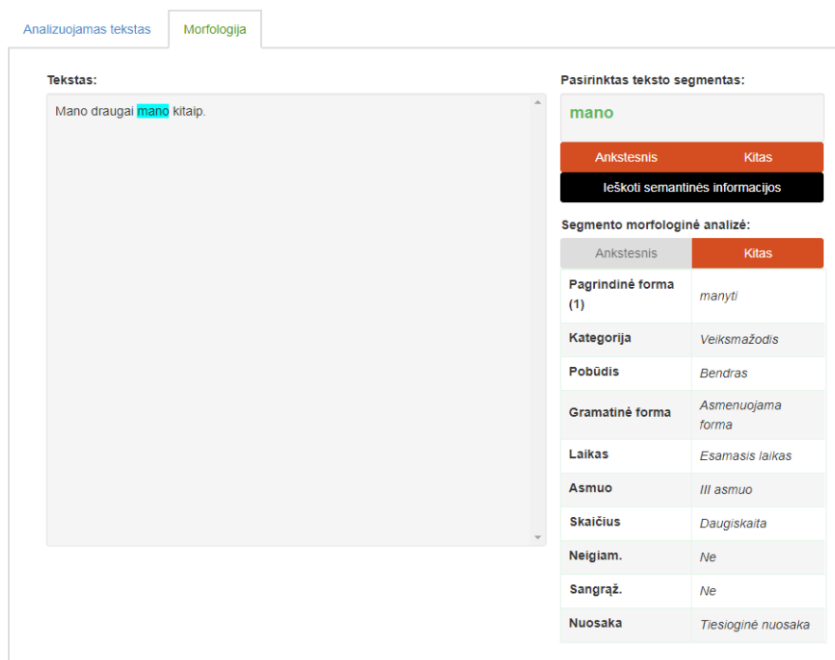 Analizuojamas tekstas
Morfologija
Tekstas:
Mano draugai mano kitaip.
Pasirinktas teksto segmentas:
mano
Ankstesnis Kitas
Ieškoti semantinės informacijos
Segmento morfologinė analizė:
Ankstesnis Kitas
Pagrindinė forma
(1)
manyti
Kategorija Veiksmažodis
Pobūdis Bendras
Gramatinė forma
Asmenuojama
forma
Laikas Esamasis laikas
Asmuo III asmuo
Skaičius Daugiskaita
Neigiam. Ne
Sangrąž. Ne
Nuosaka Tiesioginė nuosaka